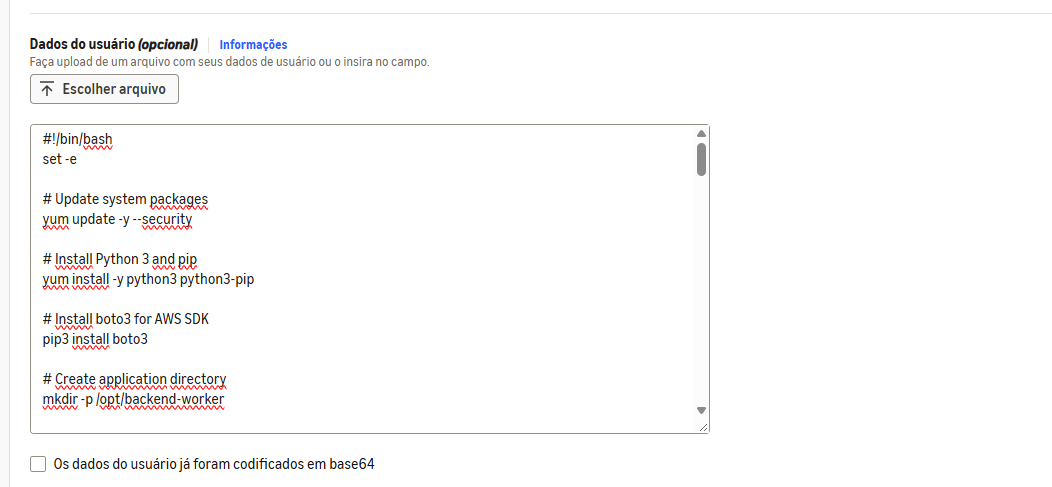 Dados do usuário (opcional) Informações
Faça upload de um arquivo com seus dados de usuário ou o insira no campo.
Escolher arquivo
#!/bin/bash
set -e
# Update system packages
yum update -y --security
# Install Python 3 and pip
yum install -y python3 python3-pip
# Install boto3 for AWS SDK
pip3 install boto3
# Create application directory
mkdir -p /opt/backend-worker
Os dados do usuário já foram codificados em base64